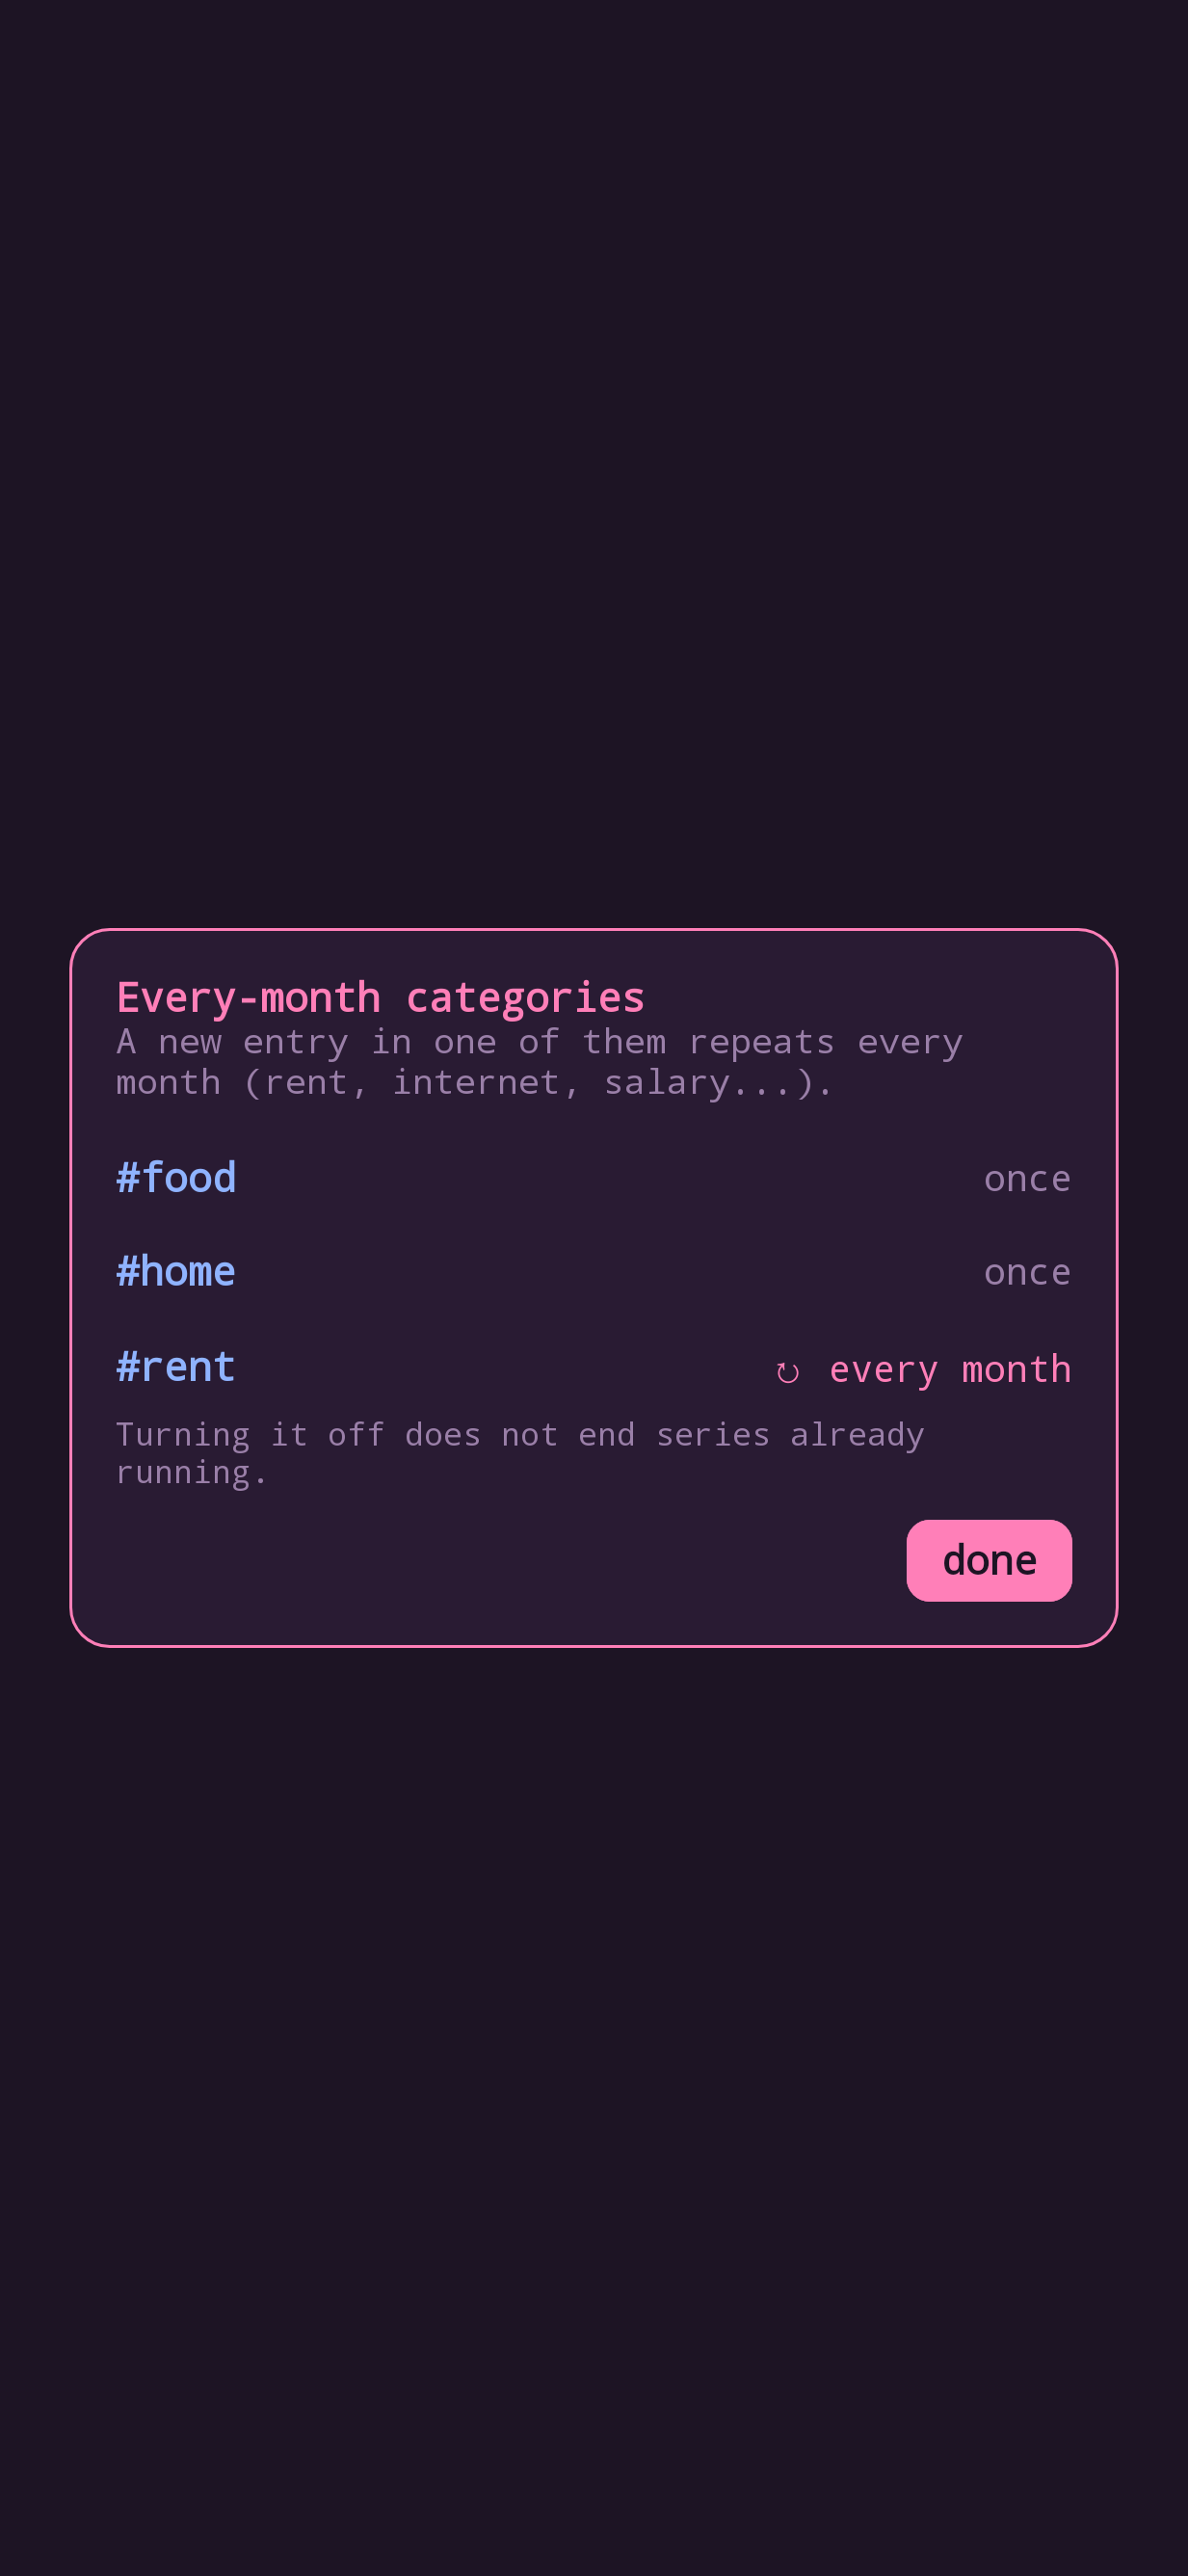 Every-month categories
A new entry in one of them repeats every
month (rent, internet, salary...).
#food once
#home once
#rent ↻ every month
Turning it off does not end series already
running.
done